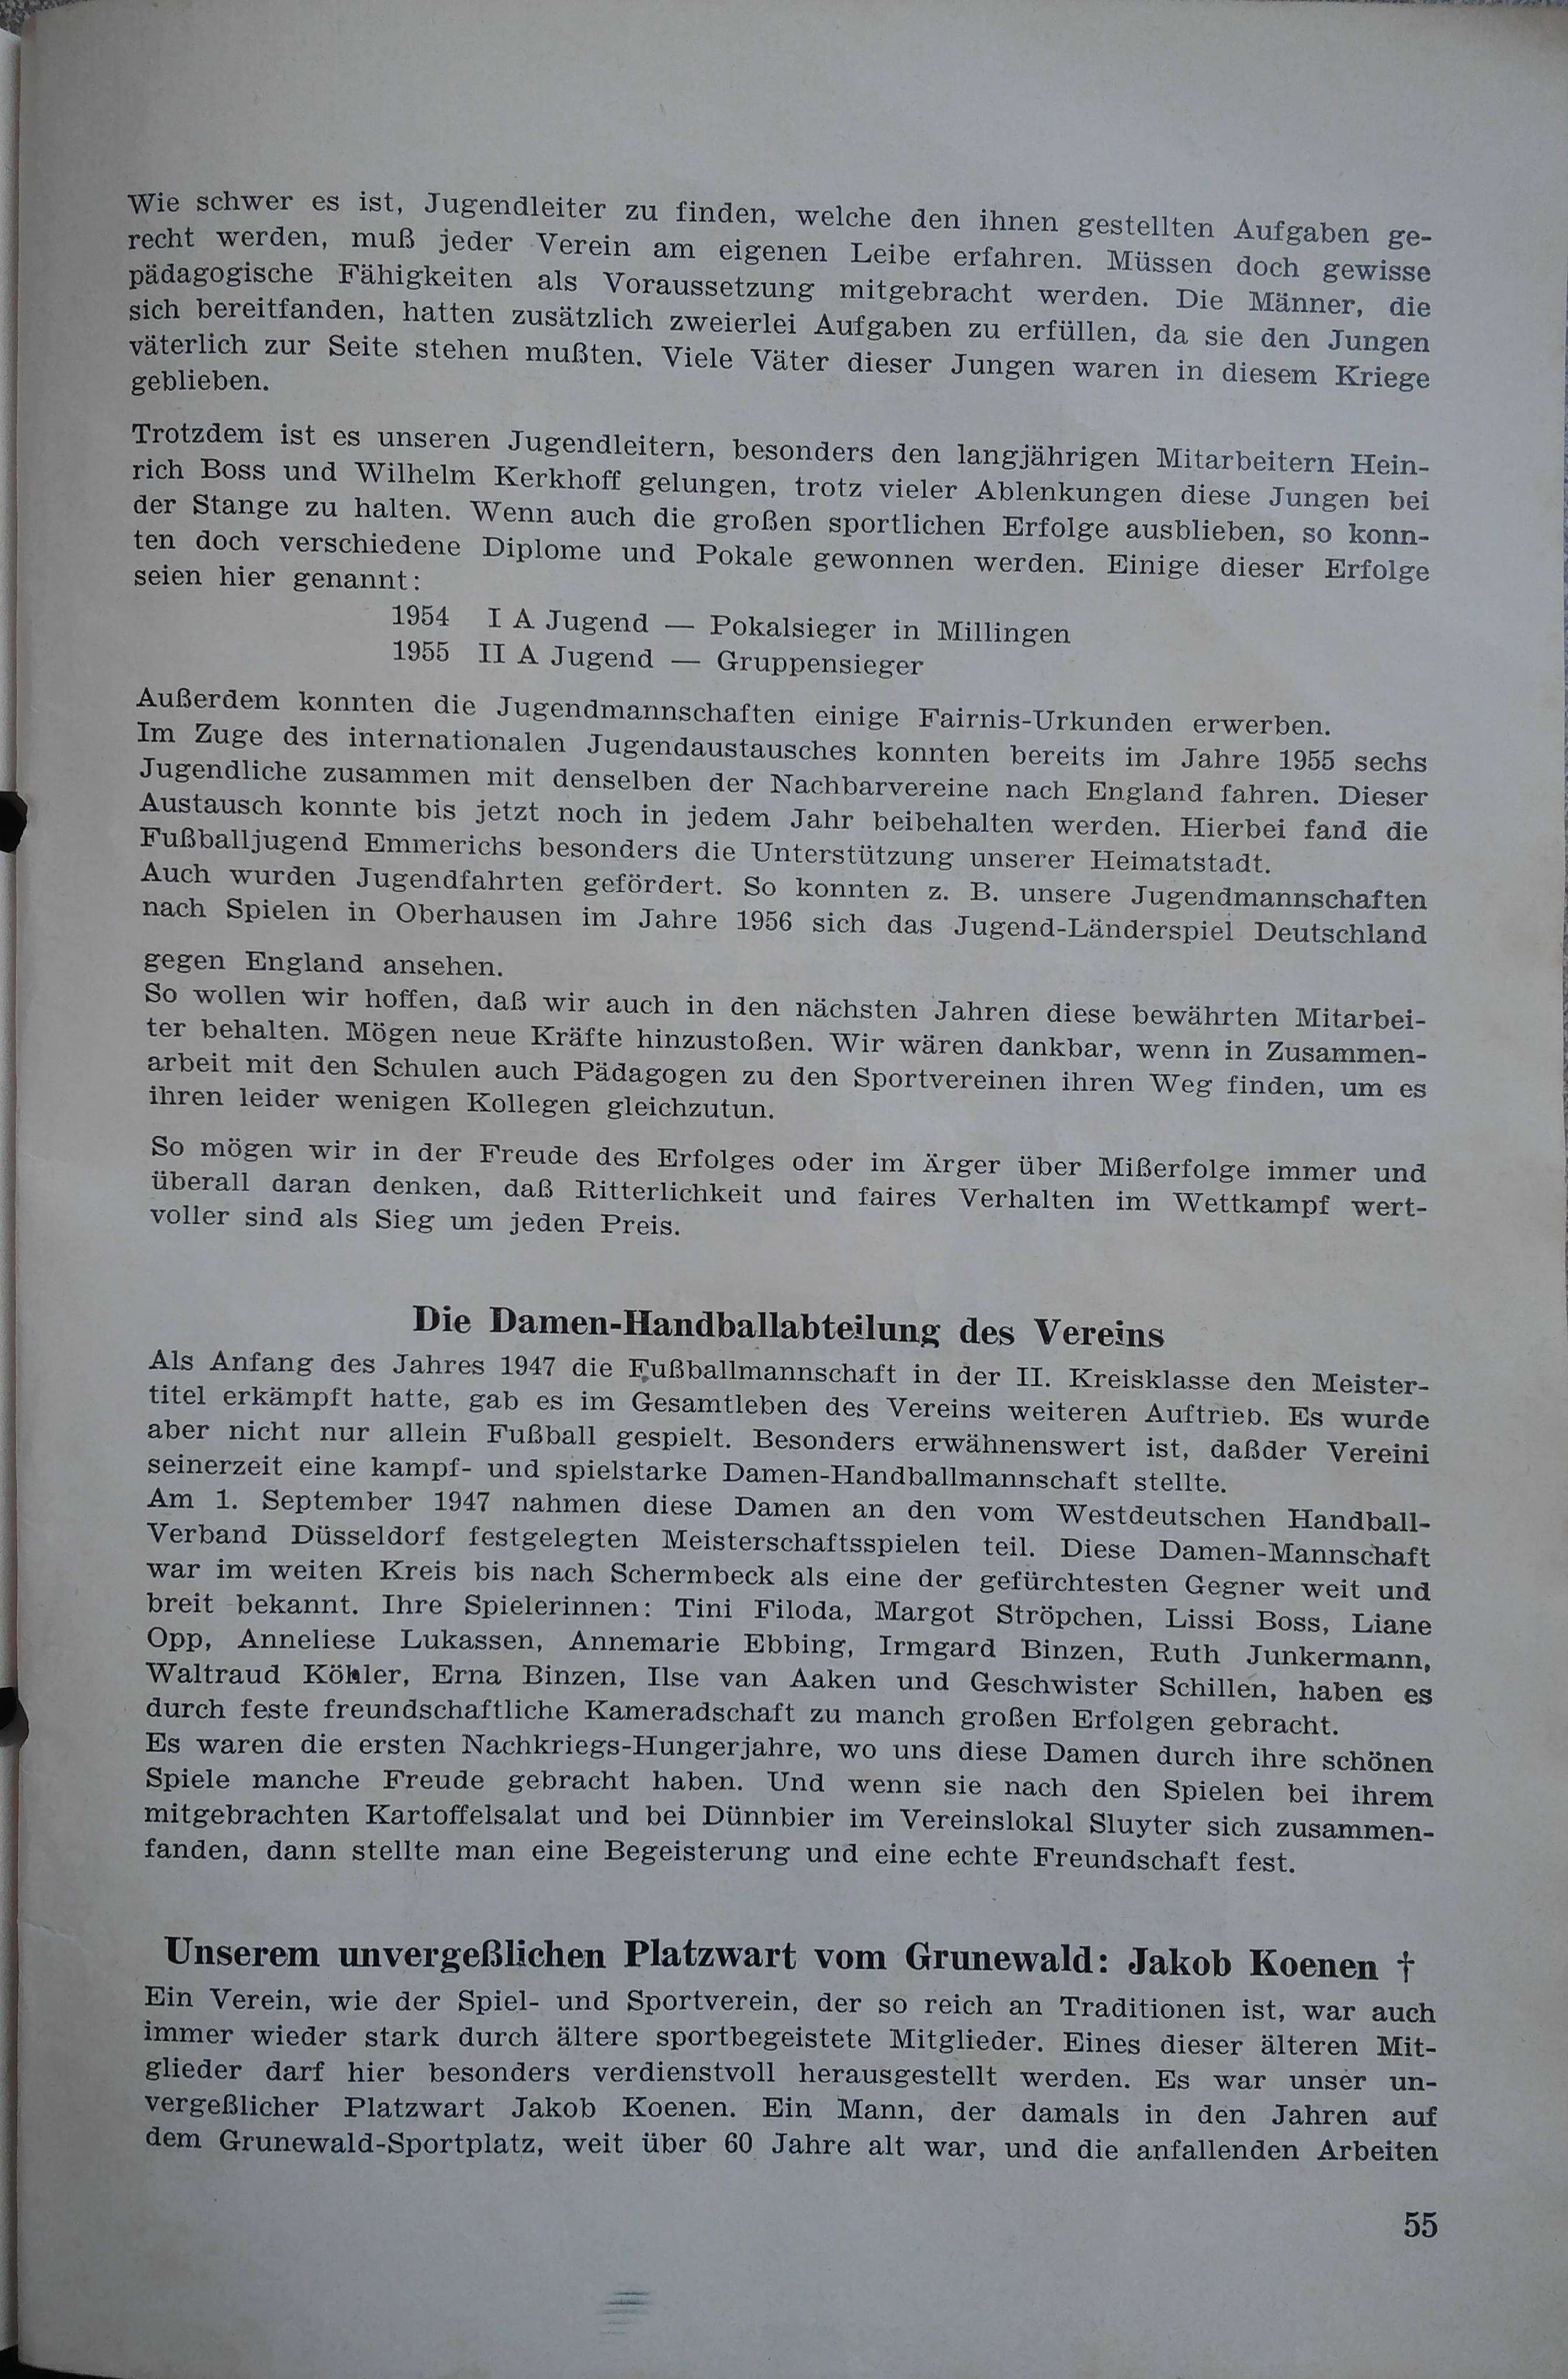 Wie schwer es ist, Jugendleiter zu finden, welche den ihnen gestellten Aufgaben ge-
recht werden, muß jeder Verein am eigenen Leibe erfahren. Müssen doch gewisse
pädagogische Fähigkeiten als Voraussetzung mitgebracht werden. Die Männer, die
sich bereitfanden, hatten zusätzlich zweierlei Aufgaben zu erfüllen, da sie den Jungen
väterlich zur Seite stehen mußten. Viele Väter dieser Jungen waren in diesem Kriege
geblieben.
Trotzdem ist es unseren Jugendleitern, besonders den langjährigen Mitarbeitern Hein-
rich Boss und Wilhelm Kerkhoff gelungen, trotz vieler Ablenkungen diese Jungen bei
der Stange zu halten. Wenn auch die großen sportlichen Erfolge ausblieben, so konn-
ten doch verschiedene Diplome und Pokale gewonnen werden. Einige dieser Erfolge
seien hier genannt:
1954 I A Jugend — Pokalsieger in Millingen
1955 II A Jugend — Gruppensieger
Außerdem konnten die Jugendmannschaften einige Fairnis-Urkunden erwerben.
Im Zuge des internationalen Jugendaustausches konnten bereits im Jahre 1955 sechs
Jugendliche zusammen mit denselben der Nachbarvereine nach England fahren. Dieser
Austausch konnte bis jetzt noch in jedem Jahr beibehalten werden. Hierbei fand die
Fußballjugend Emmerichs besonders die Unterstützung unserer Heimatstadt.
Auch wurden Jugendfahrten gefördert. So konnten z. B. unsere Jugendmannschaften
nach Spielen in Oberhausen im Jahre 1956 sich das Jugend-Länderspiel Deutschland
gegen England ansehen.
So wollen wir hoffen, daß wir auch in den nächsten Jahren diese bewährten Mitarbei-
ter behalten. Mögen neue Kräfte hinzustoßen. Wir wären dankbar, wenn in Zusammen-
arbeit mit den Schulen auch Pädagogen zu den Sportvereinen ihren Weg finden, um es
ihren leider wenigen Kollegen gleichzutun.
So mögen wir in der Freude des Erfolges oder im Ärger über Mißerfolge immer und
überall daran denken, daß Ritterlichkeit und faires Verhalten im Wettkampf wert-
voller sind als Sieg um jeden Preis.
Die Damen-Handballabteilung des Vereins
Als Anfang des Jahres 1947 die Fußballmannschaft in der II. Kreisklasse den Meister-
titel erkämpft hatte, gab es im Gesamtleben des Vereins weiteren Auftrieb. Es wurde
aber nicht nur allein Fußball gespielt. Besonders erwähnenswert ist, daßder Vereini
seinerzeit eine kampf- und spielstarke Damen-Handballmannschaft stellte.
Am 1. September 1947 nahmen diese Damen an den vom Westdeutschen Handball-
Verband Düsseldorf festgelegten Meisterschaftsspielen teil. Diese Damen-Mannschaft
war im weiten Kreis bis nach Schermbeck als eine der gefürchtesten Gegner weit und
breit bekannt. Ihre Spielerinnen: Tini Filoda, Margot Ströpchen, Lissi Boss, Liane
Opp, Anneliese Lukassen, Annemarie Ebbing, Irmgard Binzen, Ruth Junkermann,
Waltraud Köhler, Erna Binzen, Ilse van Aaken und Geschwister Schillen, haben es
durch feste freundschaftliche Kameradschaft zu manch großen Erfolgen gebracht.
Es waren die ersten Nachkriegs-Hungerjahre, wo uns diese Damen durch ihre schönen
Spiele manche Freude gebracht haben. Und wenn sie nach den Spielen bei ihrem
mitgebrachten Kartoffelsalat und bei Dünnbier im Vereinslokal Sluyter sich zusammen-
fanden, dann stellte man eine Begeisterung und eine echte Freundschaft fest.
Unserem unvergeßlichen Platzwart vom Grunewald: Jakob Koenen †
Ein Verein, wie der Spiel- und Sportverein, der so reich an Traditionen ist, war auch
immer wieder stark durch ältere sportbegeistete Mitglieder. Eines dieser älteren Mit-
glieder darf hier besonders verdienstvoll herausgestellt werden. Es war unser un-
vergeßlicher Platzwart Jakob Koenen. Ein Mann, der damals in den Jahren auf
dem Grunewald-Sportplatz, weit über 60 Jahre alt war, und die anfallenden Arbeiten
55